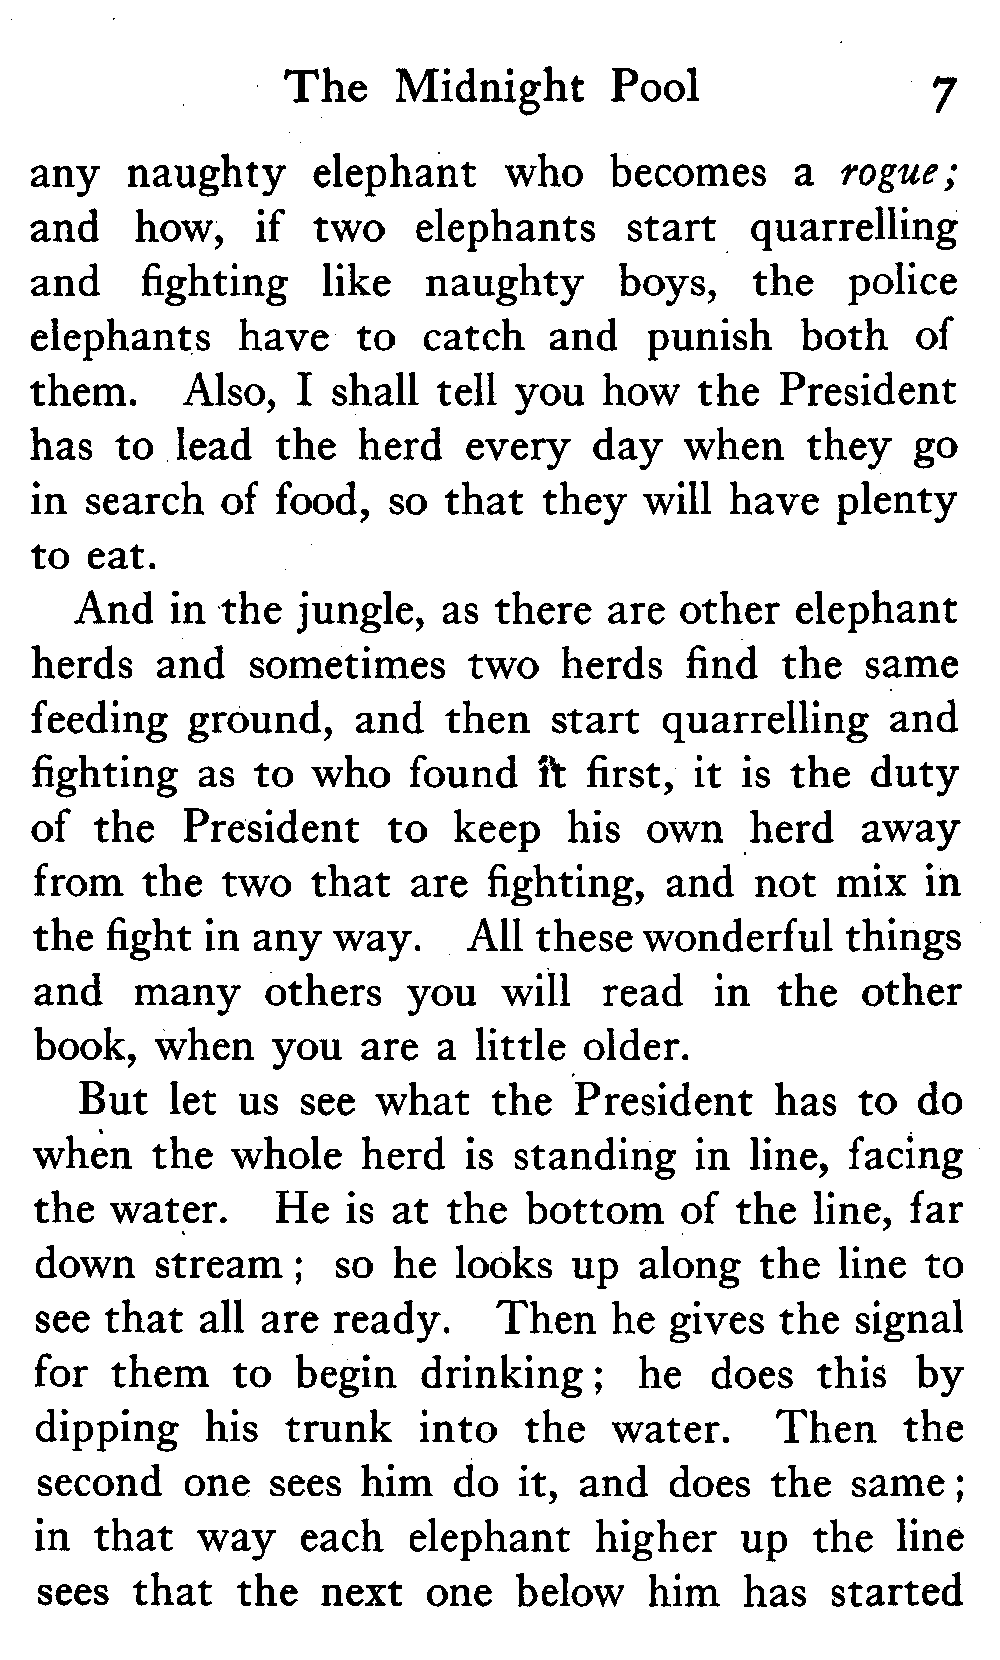 The Midnight Pool 7
any naughty elephant who becomes a rogue;
and how, if two elephants start quarrelling
and fighting like naughty boys, the police
elephants have to catch and punish both of
them. Also, I shall tell you how the President
has to lead the herd every day when they go
in search of food, so that they will have plenty
to eat.
And in the jungle, as there are other elephant
herds and sometimes two herds find the same
feeding ground, and then start quarrelling and
fighting as to who found it first, it is the duty
of the President to keep his own herd away
from the two that are fighting, and not mix in
the fight in any way. All these wonderful things
and many others you will read in the other
book, when you are a little older.
But let us see what the President has to do
when the whole herd is standing in line, facing
the water. He is at the bottom of the line, far
down stream; so he looks up along the line to
see that all are ready. Then he gives the signal
for them to begin drinking; he does this by
dipping his trunk into the water. Then the
second one sees him do it, and does the same;
in that way each elephant higher up the line
sees that the next one below him has started